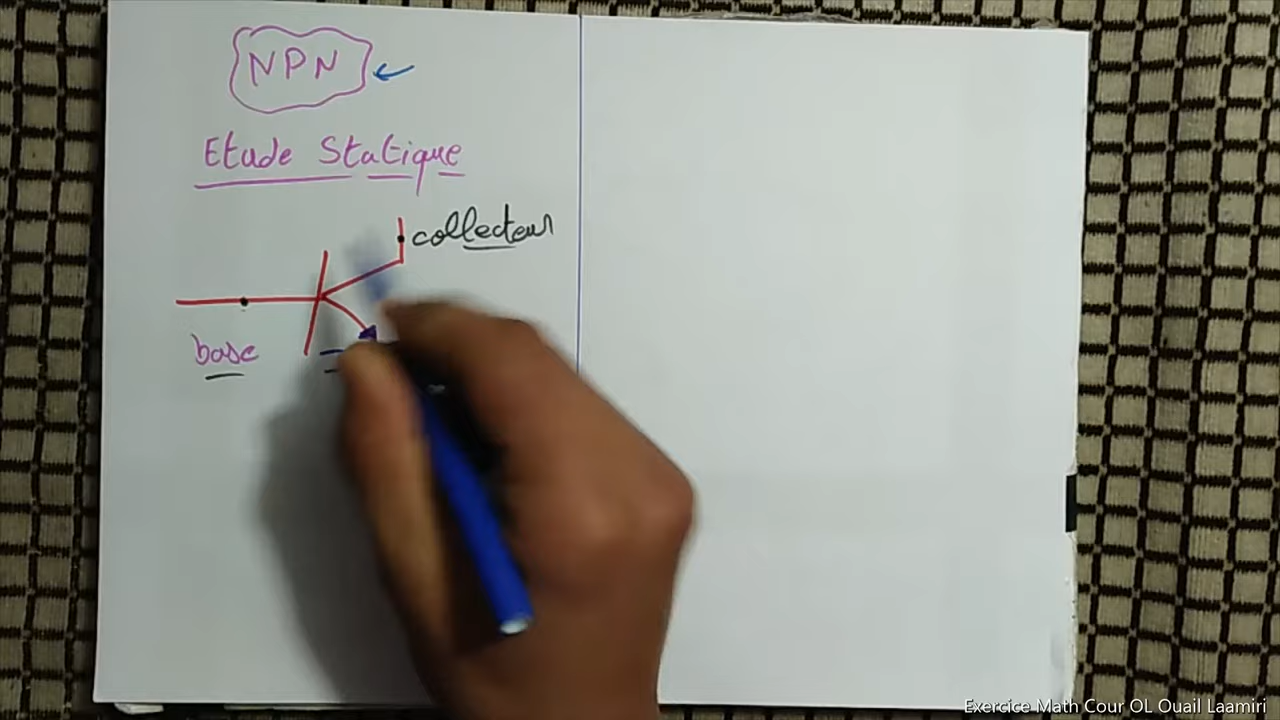 NPN
Etude Statique
collecteur
base
Exercice Math Cour OL Ouail Laamiri